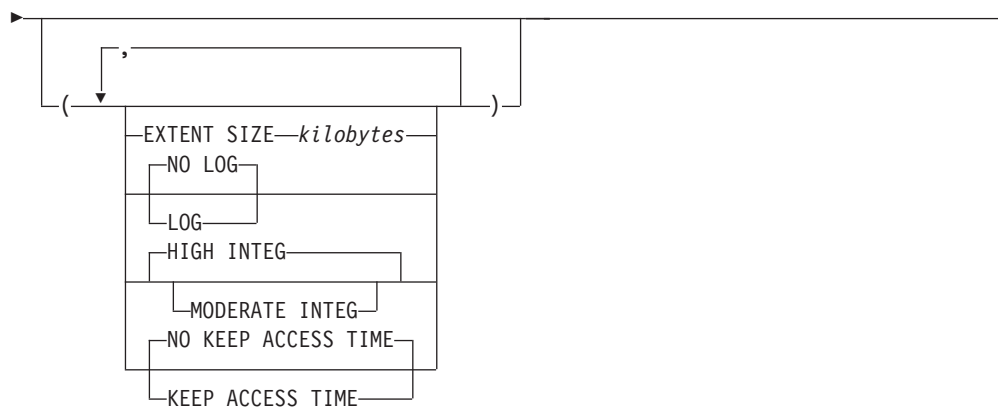 ,
( )
EXTENT SIZE kilobytes
NO LOG
LOG
HIGH INTEG
MODERATE INTEG
NO KEEP ACCESS TIME
KEEP ACCESS TIME